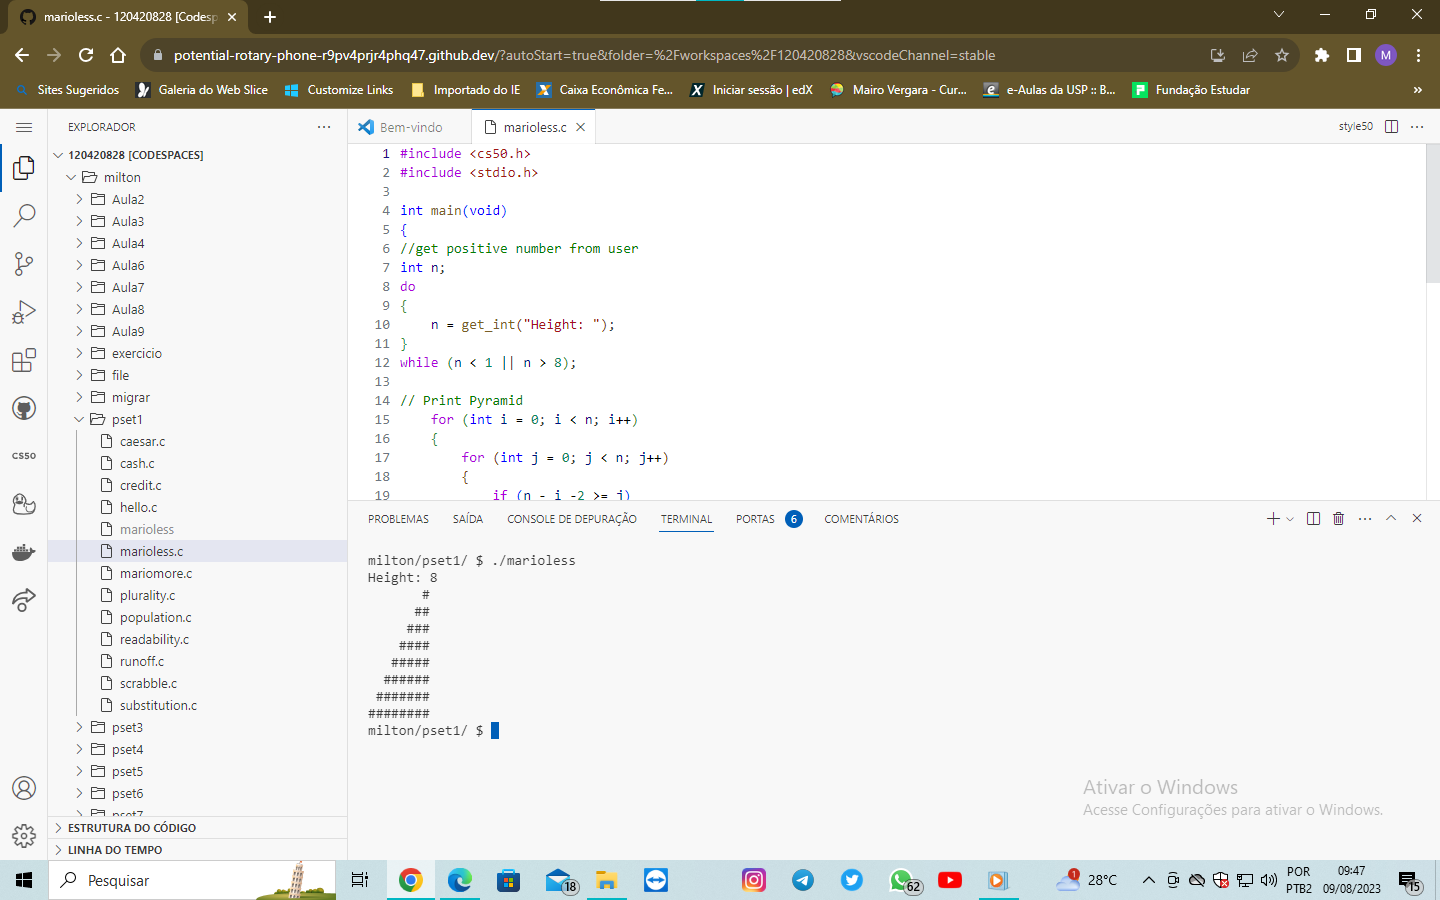 marioless.c - 120420828 [Codesp
potential-rotary-phone-r9pv4prjr4phq47.github.dev/?autoStart=true&folder=%2Fworkspaces%2F120420828&vscodeChannel=stable
M
Sites Sugeridos
Galeria do Web Slice
Customize Links
Importado do IE
Caixa Econômica Fe...
Iniciar sessão | edX
Mairo Vergara - Cur...
e-Aulas da USP :: B...
Fundação Estudar
»
EXPLORADOR
Bem-vindo
marioless.c
style50
120420828 [CODESPACES]
milton
Aula2
Aula3
Aula4
Aula6
Aula7
Aula8
Aula9
exercicio
file
migrar
pset1
caesar.c
cash.c
credit.c
hello.c
marioless
marioless.c
mariomore.c
plurality.c
population.c
readability.c
runoff.c
scrabble.c
substitution.c
pset3
pset4
pset5
pset6
pset7
ESTRUTURA DO CÓDIGO
LINHA DO TEMPO
CS50
1 #include <cs50.h>
2 #include <stdio.h>
3
4 int main(void)
5 {
6 //get positive number from user
7 int n;
8 do
9 {
10 n = get_int("Height: ");
11 }
12 while (n < 1 || n > 8);
13
14 // Print Pyramid
15 for (int i = 0; i < n; i++)
16 {
17 for (int j = 0; j < n; j++)
18 {
19 if (n - i -2 >= j)
PROBLEMAS
SAÍDA
CONSOLE DE DEPURAÇÃO
TERMINAL
PORTAS 6
COMENTÁRIOS
milton/pset1/ $ ./marioless
Height: 8
       #
      ##
     ###
    ####
   #####
  ######
 #######
########
milton/pset1/ $
Ativar o Windows
Acesse Configurações para ativar o Windows.
Pesquisar
18
62
1
28°C
POR
PTB2
09:47
09/08/2023
15